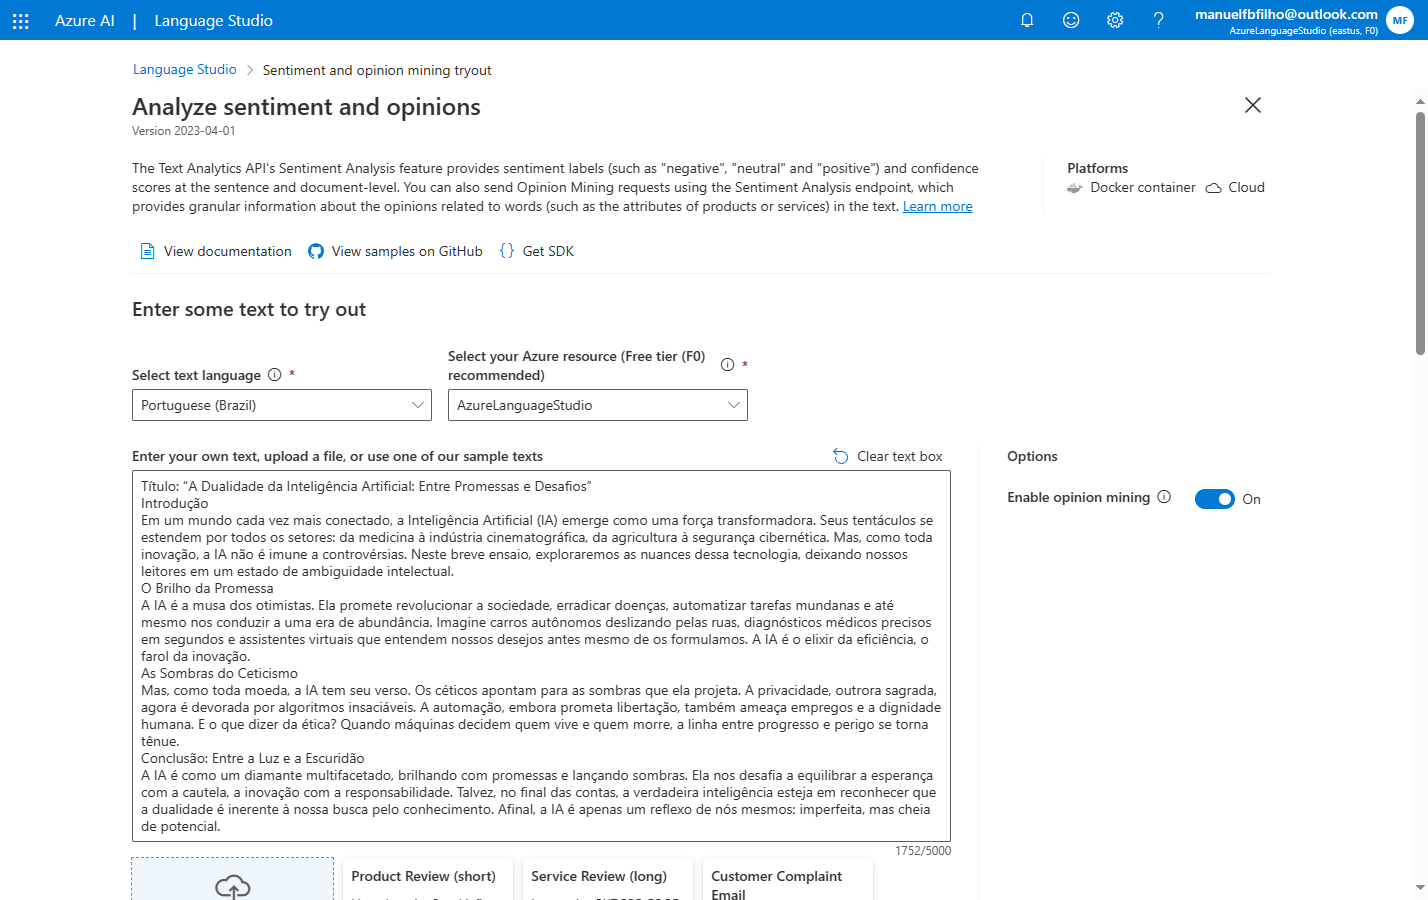 Azure AI | Language Studio
manuelfbfilho@outlook.com
AzureLanguageStudio (eastus, F0)
MF
Language Studio > Sentiment and opinion mining tryout
Analyze sentiment and opinions
Version 2023-04-01
The Text Analytics API's Sentiment Analysis feature provides sentiment labels (such as "negative", "neutral" and "positive") and confidence
scores at the sentence and document-level. You can also send Opinion Mining requests using the Sentiment Analysis endpoint, which
provides granular information about the opinions related to words (such as the attributes of products or services) in the text. Learn more
Platforms
Docker container Cloud
View documentation View samples on GitHub {} Get SDK
Enter some text to try out
Select text language *
Portuguese (Brazil)
Select your Azure resource (Free tier (F0)
recommended) *
AzureLanguageStudio
Enter your own text, upload a file, or use one of our sample texts
Clear text box
Título: “A Dualidade da Inteligência Artificial: Entre Promessas e Desafios”
Introdução
Em um mundo cada vez mais conectado, a Inteligência Artificial (IA) emerge como uma força transformadora. Seus tentáculos se
estendem por todos os setores: da medicina à indústria cinematográfica, da agricultura à segurança cibernética. Mas, como toda
inovação, a IA não é imune a controvérsias. Neste breve ensaio, exploraremos as nuances dessa tecnologia, deixando nossos
leitores em um estado de ambiguidade intelectual.
O Brilho da Promessa
A IA é a musa dos otimistas. Ela promete revolucionar a sociedade, erradicar doenças, automatizar tarefas mundanas e até
mesmo nos conduzir a uma era de abundância. Imagine carros autônomos deslizando pelas ruas, diagnósticos médicos precisos
em segundos e assistentes virtuais que entendem nossos desejos antes mesmo de os formulamos. A IA é o elixir da eficiência, o
farol da inovação.
As Sombras do Ceticismo
Mas, como toda moeda, a IA tem seu verso. Os céticos apontam para as sombras que ela projeta. A privacidade, outrora sagrada,
agora é devorada por algoritmos insaciáveis. A automação, embora prometa libertação, também ameaça empregos e a dignidade
humana. E o que dizer da ética? Quando máquinas decidem quem vive e quem morre, a linha entre progresso e perigo se torna
tênue.
Conclusão: Entre a Luz e a Escuridão
A IA é como um diamante multifacetado, brilhando com promessas e lançando sombras. Ela nos desafia a equilibrar a esperança
com a cautela, a inovação com a responsabilidade. Talvez, no final das contas, a verdadeira inteligência esteja em reconhecer que
a dualidade é inerente à nossa busca pelo conhecimento. Afinal, a IA é apenas um reflexo de nós mesmos: imperfeita, mas cheia
de potencial.
1752/5000
Options
Enable opinion mining On
Product Review (short)
Service Review (long)
Customer Complaint
Email